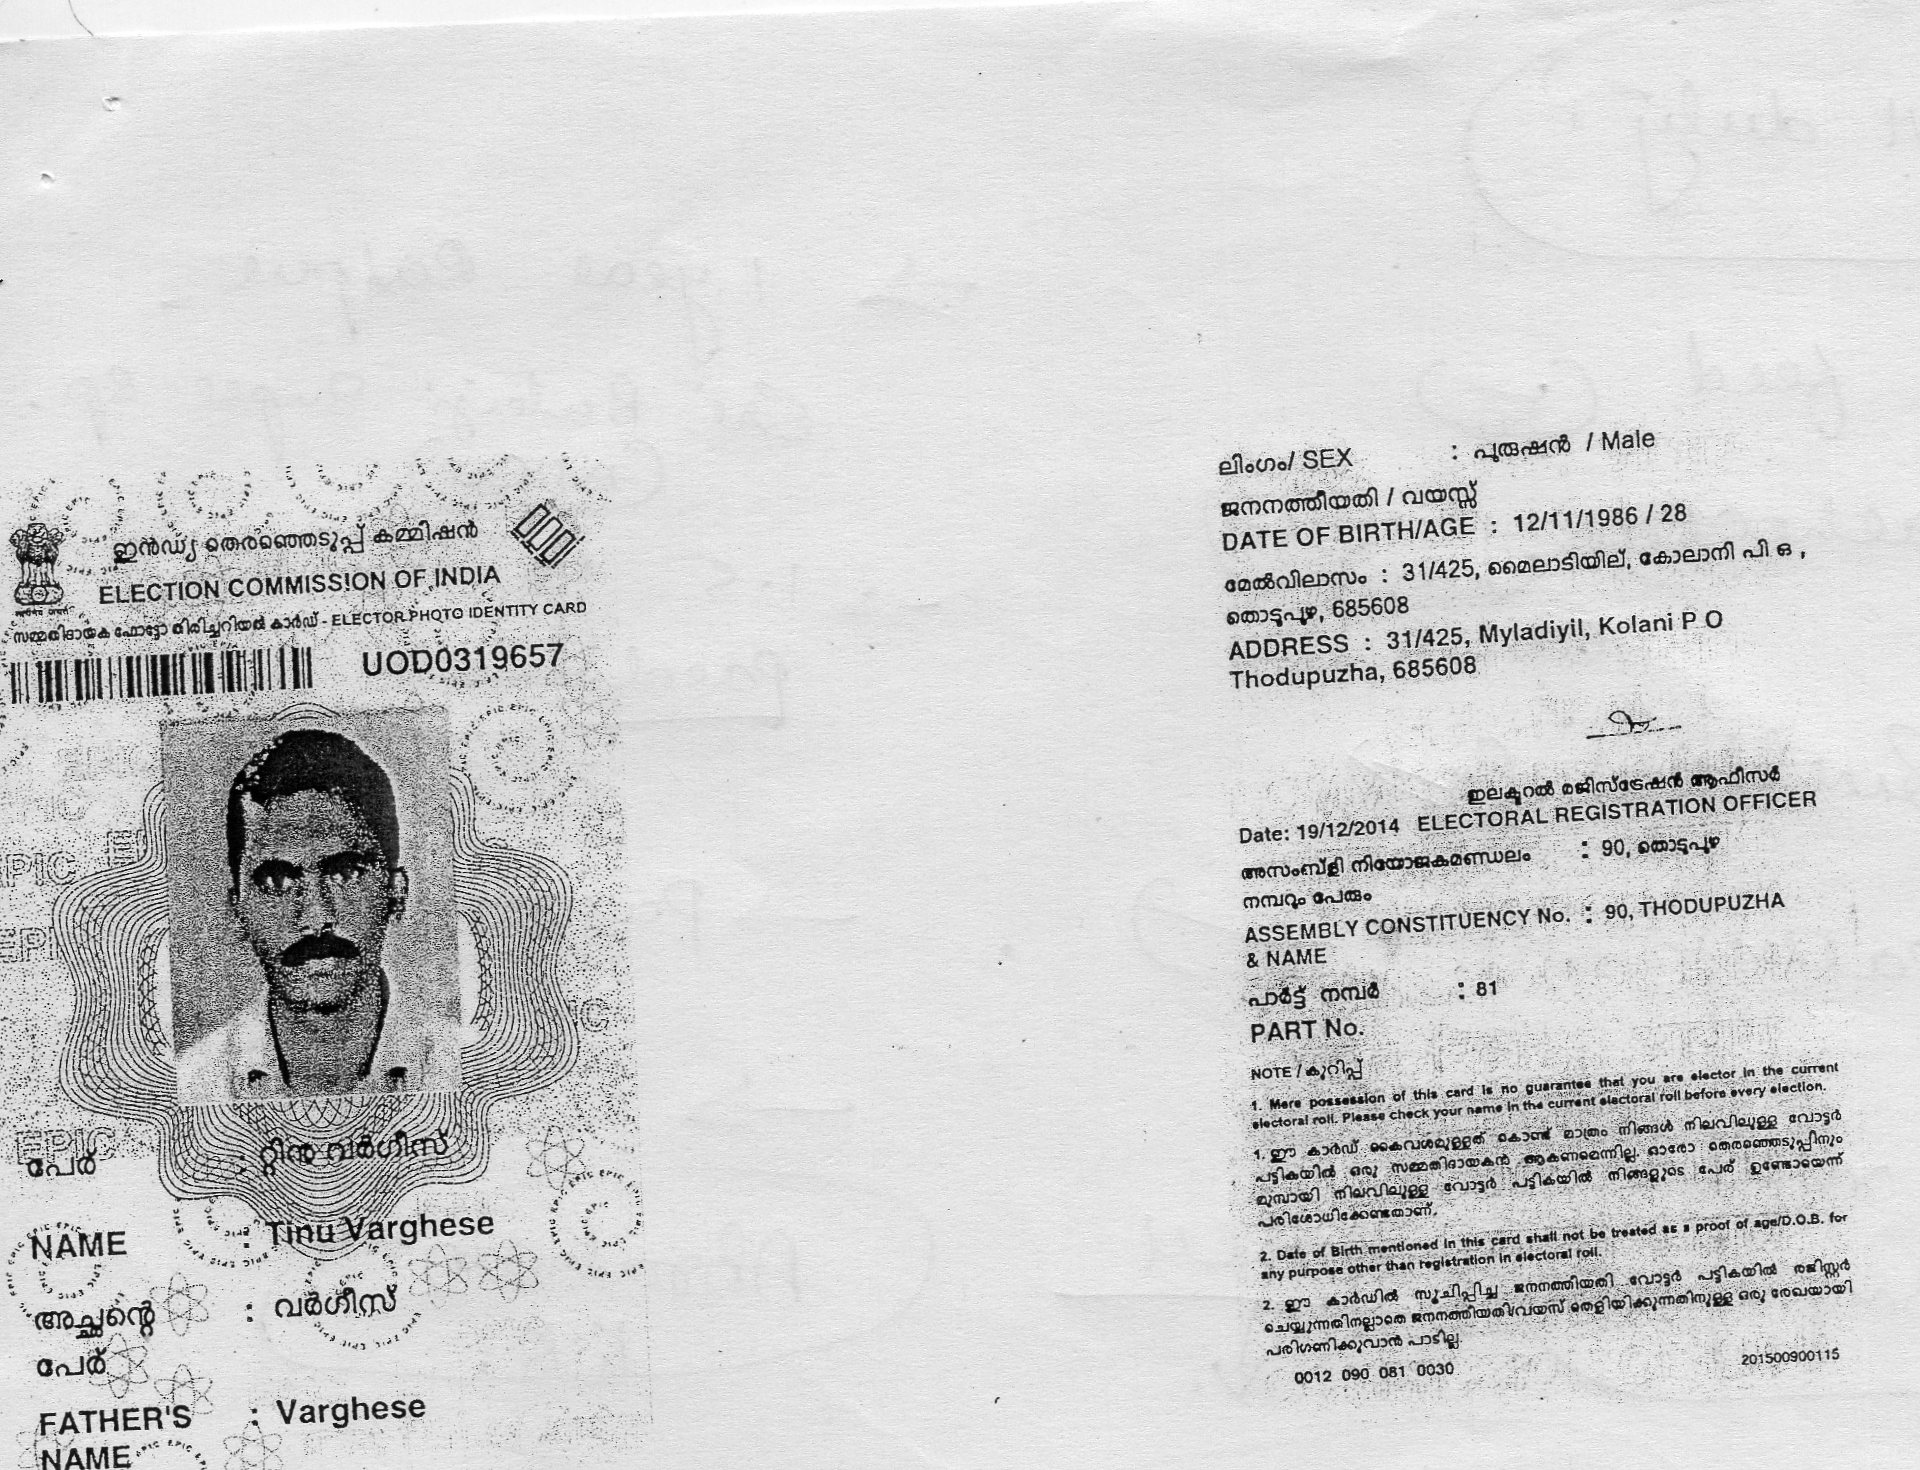 ഇൻഡ്യ തെരഞ്ഞെടുപ്പ് കമ്മിഷൻ
ELECTION COMMISSION OF INDIA
സമ്മതിദായക ഫോട്ടോ തിരിച്ചറിയൽ കാർഡ് - ELECTOR PHOTO IDENTITY CARD
UOD0319657
പേര് : റ്റിനു വർഗീസ്
NAME : Tinu Varghese
അച്ഛന്റെ : വർഗീസ്
പേര്
FATHER'S : Varghese
NAME
ലിംഗം/ SEX : പുരുഷൻ / Male
ജനനത്തീയതി / വയസ്സ്
DATE OF BIRTH/AGE : 12/11/1986 / 28
മേൽവിലാസം : 31/425, മൈലാടിയില്, കോലാനി പി ഒ ,
തൊടുപുഴ, 685608
ADDRESS : 31/425, Myladiyil, Kolani P O
Thodupuzha, 685608
ഇലക്ടറൽ രജിസ്ട്രേഷൻ ആഫീസർ
Date: 19/12/2014 ELECTORAL REGISTRATION OFFICER
അസംബ്ളി നിയോജകമണ്ഡലം : 90, തൊടുപുഴ
നമ്പറും പേരും
ASSEMBLY CONSTITUENCY No. : 90, THODUPUZHA
& NAME
പാർട്ട് നമ്പർ : 81
PART No.
NOTE / കുറിപ്പ്
1. Mere possession of this card is no guarantee that you are elector in the current
electoral roll. Please check your name in the current electoral roll before every election.
1. ഈ കാർഡ് കൈവശമുള്ളത് കൊണ്ട് മാത്രം നിങ്ങൾ നിലവിലുള്ള വോട്ടർ
പട്ടികയിൽ ഒരു സമ്മതിദായകൻ ആകണമെന്നില്ല. ഓരോ തെരഞ്ഞെടുപ്പിനും
മുമ്പായി നിലവിലുള്ള വോട്ടർ പട്ടികയിൽ നിങ്ങളുടെ പേര് ഉണ്ടോയെന്ന്
പരിശോധിക്കേണ്ടതാണ്.
2. Date of Birth mentioned in this card shall not be treated as a proof of age/D.O.B. for
any purpose other than registration in electoral roll.
2. ഈ കാർഡിൽ സൂചിപ്പിച്ച ജനനത്തിയതി വോട്ടർ പട്ടികയിൽ രജിസ്റ്റർ
ചെയ്യുന്നതിനല്ലാതെ ജനനത്തിയതി/വയസ് തെളിയിക്കുന്നതിനുള്ള ഒരു രേഖയായി
പരിഗണിക്കുവാൻ പാടില്ല.
0012 090 081 0030 201500900115